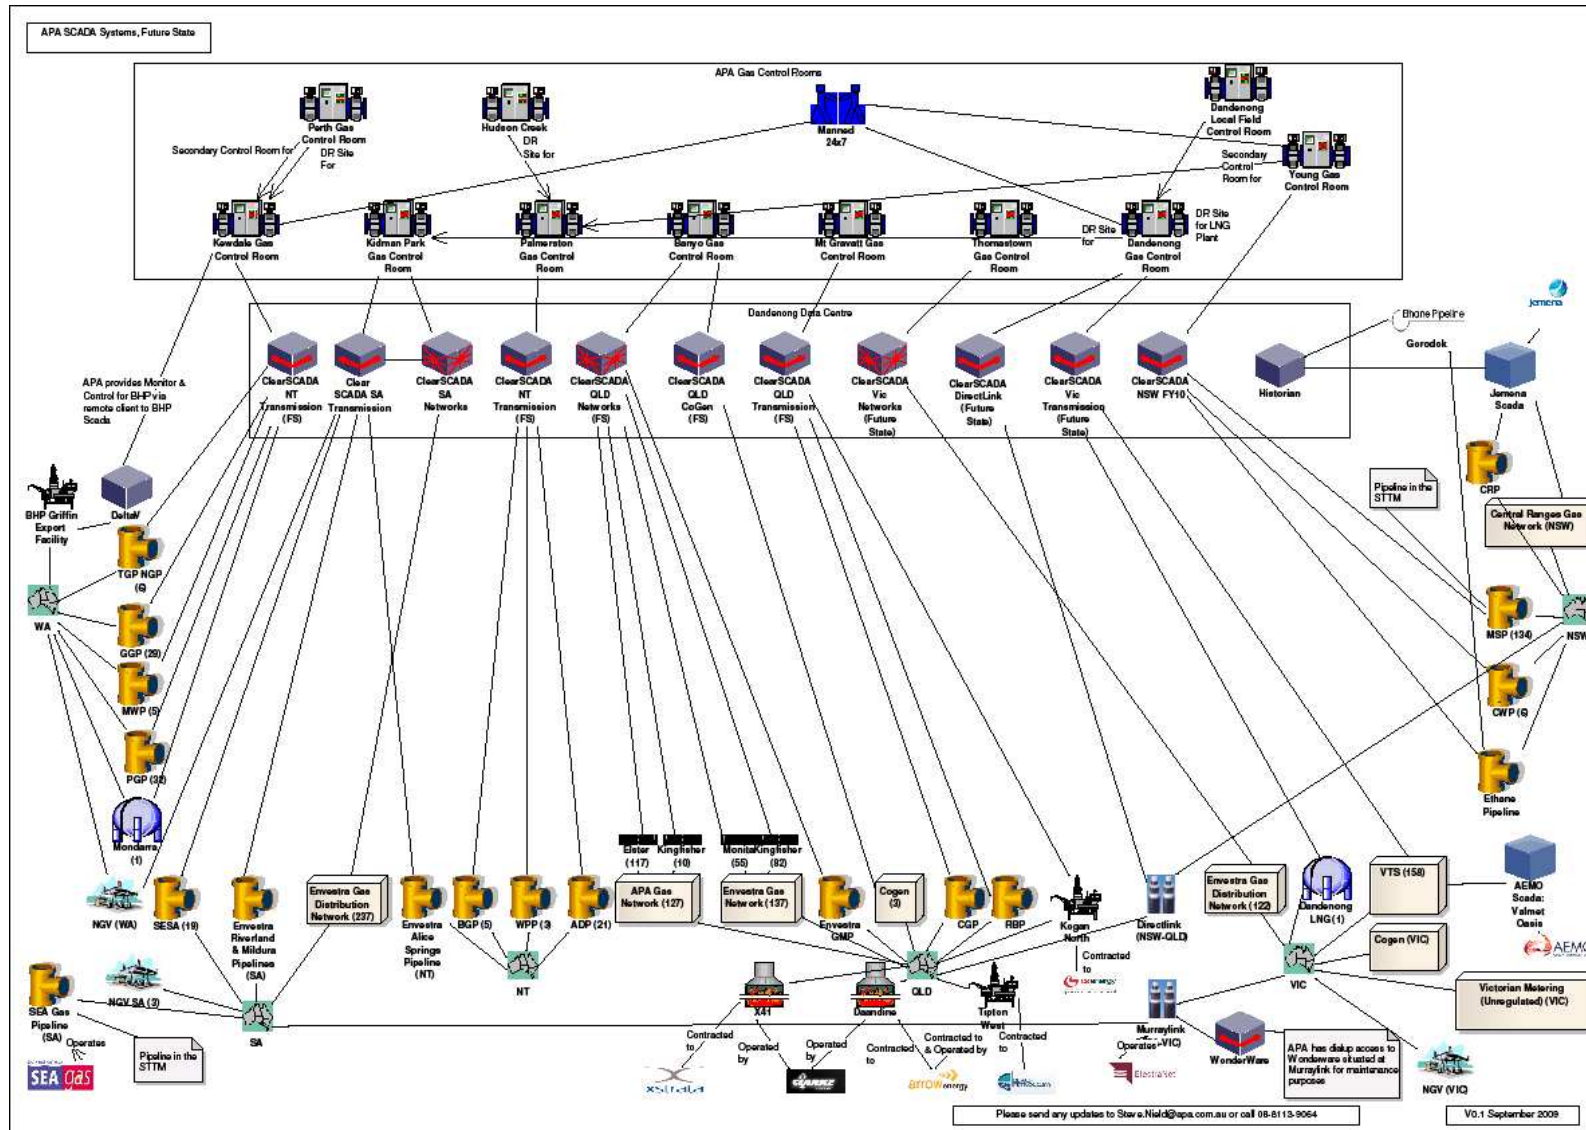 APA SCADA Systems, Future State
APA Gas Control Rooms
Perth Gas
Control Room
Hudson Creek
Manned
24x7
Dandenong
Local Field
Control Room
Young Gas
Control Room
Secondary Control Room for
DR Site
For
DR
Site for
Secondary
Control
Room for
Kewdale Gas
Control Room
Kidman Park
Gas Control
Room
Palmerston
Gas Control
Room
Banyo Gas
Control Room
Mt Gravatt Gas
Control Room
Thomastown
Gas Control
Room
DR Site
for
Dandenong
Gas Control
Room
DR Site
for LNG
Plant
Dandenong Data Centre
ClearSCADA
NT
Transmission
(FS)
Clear
SCADA SA
Transmission
ClearSCADA
SA
Networks
ClearSCADA
NT
Transmission
(FS)
ClearSCADA
QLD
Networks
(FS)
ClearSCADA
QLD
CoGen
(FS)
ClearSCADA
QLD
Transmission
(FS)
ClearSCADA
Vic
Networks
(Future
State)
ClearSCADA
DirectLink
(Future
State)
ClearSCADA
Vic
Transmission
(Future
State)
ClearSCADA
NSW FY10
Historian
Ethane Pipeline
Gorodok
Jemena
Jemena
Scada
APA provides Monitor &
Control for BHP via
remote client to BHP
Scada
BHP Griffin
Export
Facility
DeltaV
TGP NGP
(6)
WA
GGP (29)
MWP (5)
PGP (32)
Mondarra
(1)
NGV (WA)
CRP
Pipeline in the
STTM
Central Ranges Gas
Network (NSW)
MSP (134)
NSW
CWP (6)
Ethane
Pipeline
SESA (19)
Envestra
Riverland
& Mildura
Pipelines
(SA)
Envestra Gas
Distribution
Network (237)
Envestra
Alice
Springs
Pipeline
(NT)
BGP (5)
WPP (3)
ADP (21)
NT
Elster
(117)
Kingfisher
(10)
APA Gas
Network (127)
(55)
Kingfisher
(82)
Envestra Gas
Network (137)
Envestra
GMP
Cogen
(3)
CGP
RBP
QLD
Kogan
North
Contracted
to
Directlink
(NSW-QLD)
Envestra Gas
Distribution
Network (122)
Dandenong
LNG (1)
VTS (158)
AEMO
Scada:
Valmet
Oasis
AEMO
Cogen (VIC)
VIC
Victorian Metering
(Unregulated) (VIC)
SEA Gas
Pipeline
(SA)
Operates
SEA gas
NGV SA (3)
Pipeline in the
STTM
SA
X41
Contracted
to
xstrata
Operated
by
Daandine
Operated
by
CLARKE
Contracted
to
Contracted to
& Operated by
arrowenergy
Tipton
West
Contracted
to
Murraylink
Operates
ElectraNet
WonderWare
APA has dialup access to
Wonderware situated at
Murraylink for maintenance
purposes
NGV (VIC)
Please send any updates to Steve.Nield@apa.com.au or call 08-8113-9064
V0.1 September 2009